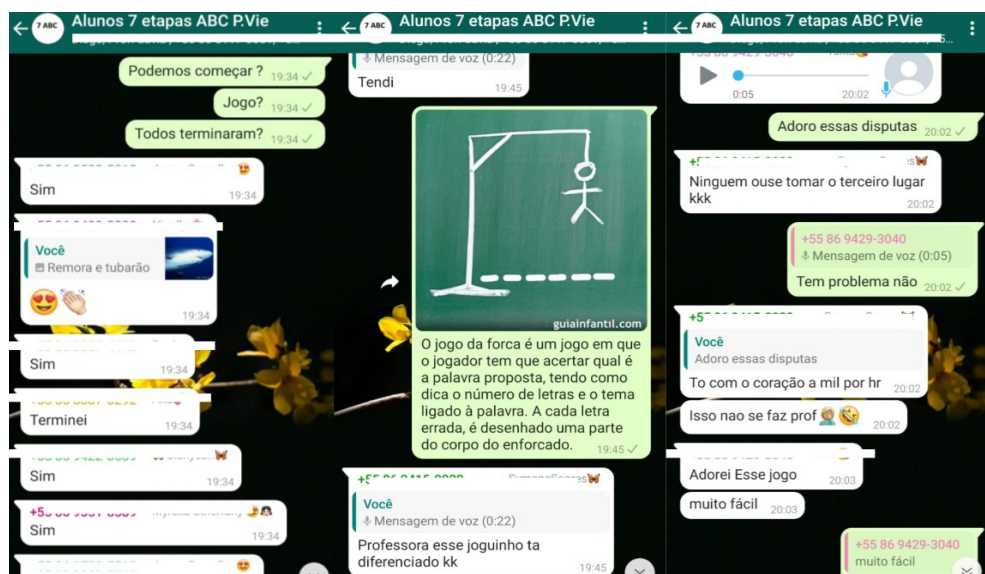 7 ABC
Alunos 7 etapas ABC P.Vie
Podemos começar ? 19:34
Jogo? 19:34
Todos terminaram? 19:34
Sim
19:34
Você
Remora e tubarão
19:34
Sim
19:34
Terminei
19:34
Sim
19:34
Sim
19:34
7 ABC
Alunos 7 etapas ABC P.Vie
Mensagem de voz (0:22)
Tendi
19:45
guiainfantil.com
O jogo da forca é um jogo em que
o jogador tem que acertar qual é
a palavra proposta, tendo como
dica o número de letras e o tema
ligado à palavra. A cada letra
errada, é desenhado uma parte
do corpo do enforcado. 19:45
Você
Mensagem de voz (0:22)
Professora esse joguinho ta
diferenciado kk
19:45
7 ABC
Alunos 7 etapas ABC P.Vie
0:05 20:02
Adoro essas disputas 20:02
Ninguem ouse tomar o terceiro lugar
kkk
20:02
+55 86 9429-3040
Mensagem de voz (0:05)
Tem problema não 20:02
Você
Adoro essas disputas
To com o coração a mil por hr 20:02
Isso nao se faz prof 20:02
Adorei Esse jogo 20:03
muito fácil 20:03
+55 86 9429-3040
muito fácil